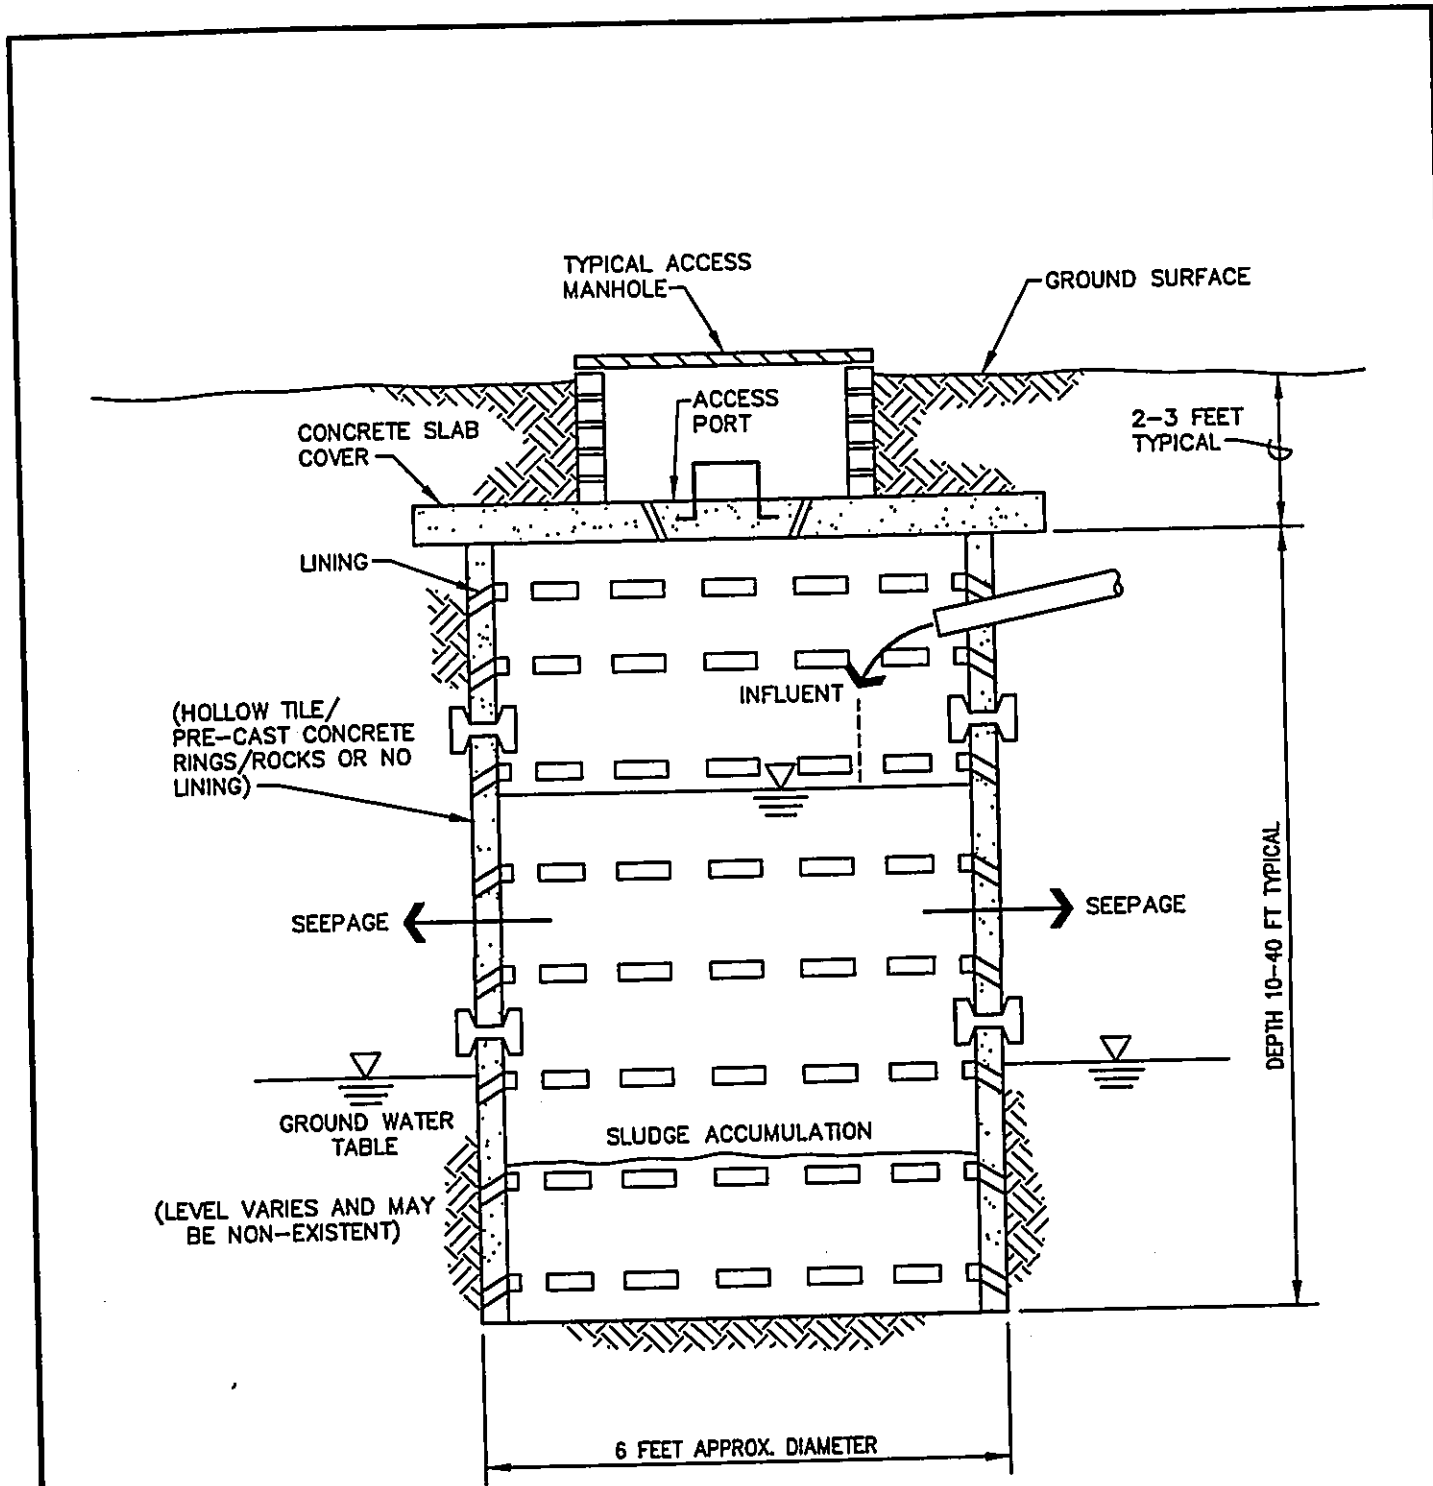 TYPICAL ACCESS
MANHOLE
GROUND SURFACE
ACCESS
PORT
2-3 FEET
TYPICAL
CONCRETE SLAB
COVER
LINING
INFLUENT
(HOLLOW TILE/
PRE-CAST CONCRETE
RINGS/ROCKS OR NO
LINING)
SEEPAGE
SEEPAGE
DEPTH 10-40 FT TYPICAL
GROUND WATER
TABLE
SLUDGE ACCUMULATION
(LEVEL VARIES AND MAY
BE NON-EXISTENT)
6 FEET APPROX. DIAMETER